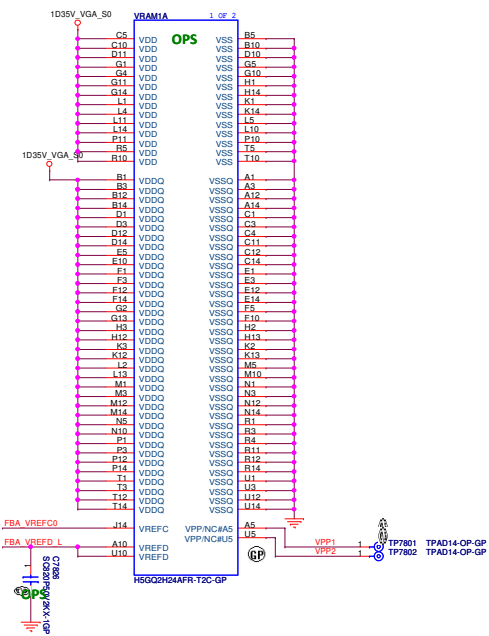 1D35V_VGA_S0
VRAM1A 1 OF 2
OPS
C5 VDD VSS B5
C10 VDD VSS B10
D11 VDD VSS D10
G1 VDD VSS G5
G4 VDD VSS G10
G11 VDD VSS H1
G14 VDD VSS H14
L1 VDD VSS K1
L4 VDD VSS K14
L11 VDD VSS L5
L14 VDD VSS L10
P11 VDD VSS P10
R5 VDD VSS T5
R10 VDD VSS T10
1D35V_VGA_S0
B1 VDDQ VSSQ A1
B3 VDDQ VSSQ A3
B12 VDDQ VSSQ A12
B14 VDDQ VSSQ A14
D1 VDDQ VSSQ C1
D3 VDDQ VSSQ C3
D12 VDDQ VSSQ C4
D14 VDDQ VSSQ C11
E5 VDDQ VSSQ C12
E10 VDDQ VSSQ C14
F1 VDDQ VSSQ E1
F3 VDDQ VSSQ E3
F12 VDDQ VSSQ E12
F14 VDDQ VSSQ E14
G2 VDDQ VSSQ F5
G13 VDDQ VSSQ F10
H3 VDDQ VSSQ H2
H12 VDDQ VSSQ H13
K3 VDDQ VSSQ K2
K12 VDDQ VSSQ K13
L2 VDDQ VSSQ M5
L13 VDDQ VSSQ M10
M1 VDDQ VSSQ N1
M3 VDDQ VSSQ N3
M12 VDDQ VSSQ N12
M14 VDDQ VSSQ N14
N5 VDDQ VSSQ R1
N10 VDDQ VSSQ R3
P1 VDDQ VSSQ R4
P3 VDDQ VSSQ R11
P12 VDDQ VSSQ R12
P14 VDDQ VSSQ R14
T1 VDDQ VSSQ U1
T3 VDDQ VSSQ U3
T12 VDDQ VSSQ U12
T14 VDDQ VSSQ U14
FBA_VREFC0 J14 VREFC VPP/NC#A5 A5
VPP/NC#U5 U5
FBA_VREFD_L A10 VREFD VPP1 1 TP7801 TPAD14-OP-GP
U10 VREFD GP VPP2 1 TP7802 TPAD14-OP-GP
H5GQ2H24AFR-T2C-GP
1
C7826
OPS